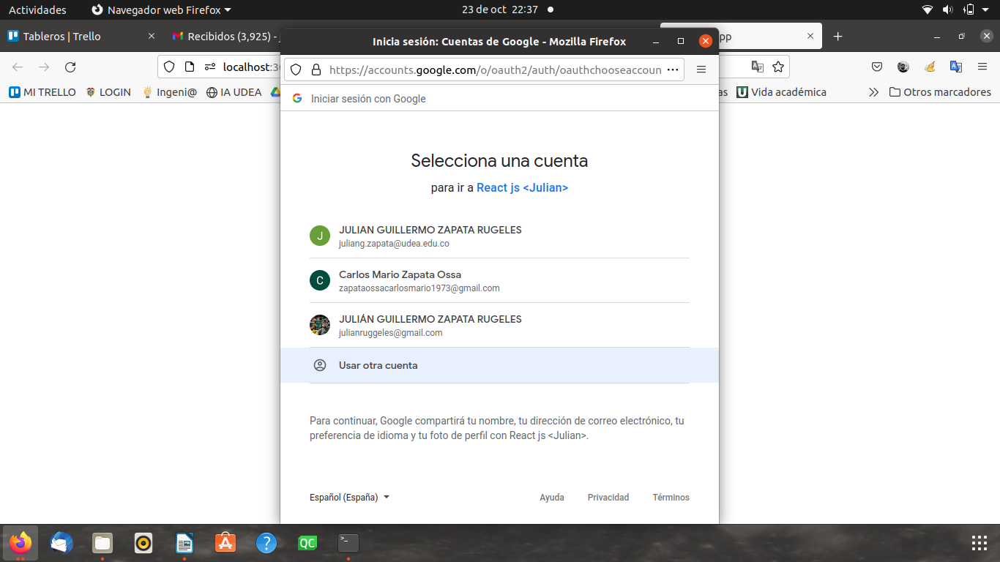 Actividades
Navegador web Firefox
23 de oct 22:37
Tableros | Trello
Recibidos (3,925) - j
pp
Inicia sesión: Cuentas de Google - Mozilla Firefox
localhost:3
https://accounts.google.com/o/oauth2/auth/oauthchooseaccoun
MI TRELLO
LOGIN
Ingeni@
IA UDEA
as
Vida académica
Otros marcadores
Iniciar sesión con Google
Selecciona una cuenta
para ir a React js <Julian>
J
JULIAN GUILLERMO ZAPATA RUGELES
juliang.zapata@udea.edu.co
C
Carlos Mario Zapata Ossa
zapataossacarlosmario1973@gmail.com
JULIÁN GUILLERMO ZAPATA RUGELES
julianruggeles@gmail.com
Usar otra cuenta
Para continuar, Google compartirá tu nombre, tu dirección de correo electrónico, tu
preferencia de idioma y tu foto de perfil con React js <Julian>.
Español (España)
Ayuda
Privacidad
Términos
QC